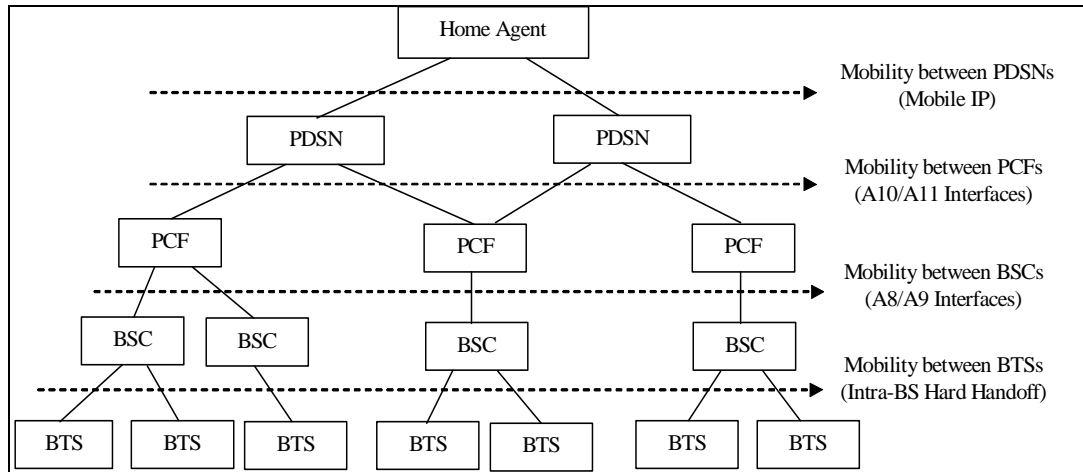 Home Agent
Mobility between PDSNs
(Mobile IP)
PDSN
PDSN
Mobility between PCFs
(A10/A11 Interfaces)
PCF
PCF
PCF
Mobility between BSCs
(A8/A9 Interfaces)
BSC
BSC
BSC
BSC
Mobility between BTSs
(Intra-BS Hard Handoff)
BTS
BTS
BTS
BTS
BTS
BTS
BTS